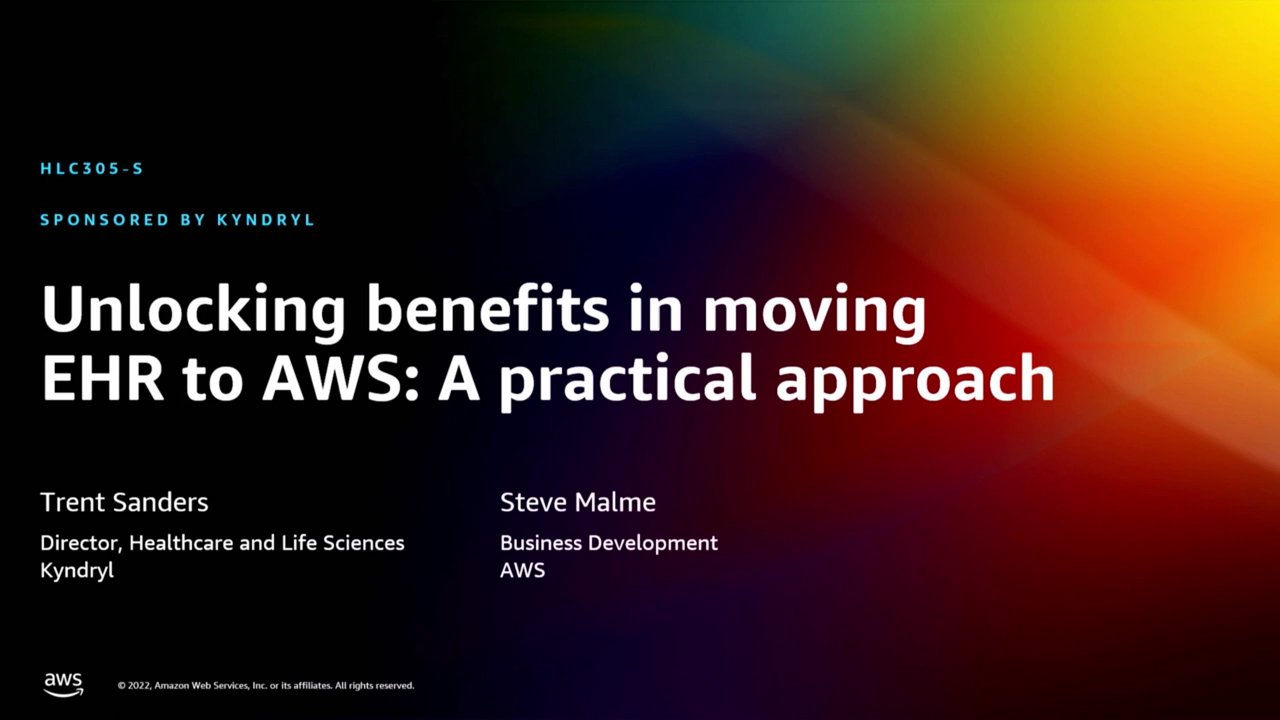 HLC305-S
SPONSORED BY KYNDRYL
Unlocking benefits in moving
EHR to AWS: A practical approach
Trent Sanders
Director, Healthcare and Life Sciences
Kyndryl
Steve Malme
Business Development
AWS
aws
© 2022, Amazon Web Services, Inc. or its affiliates. All rights reserved.